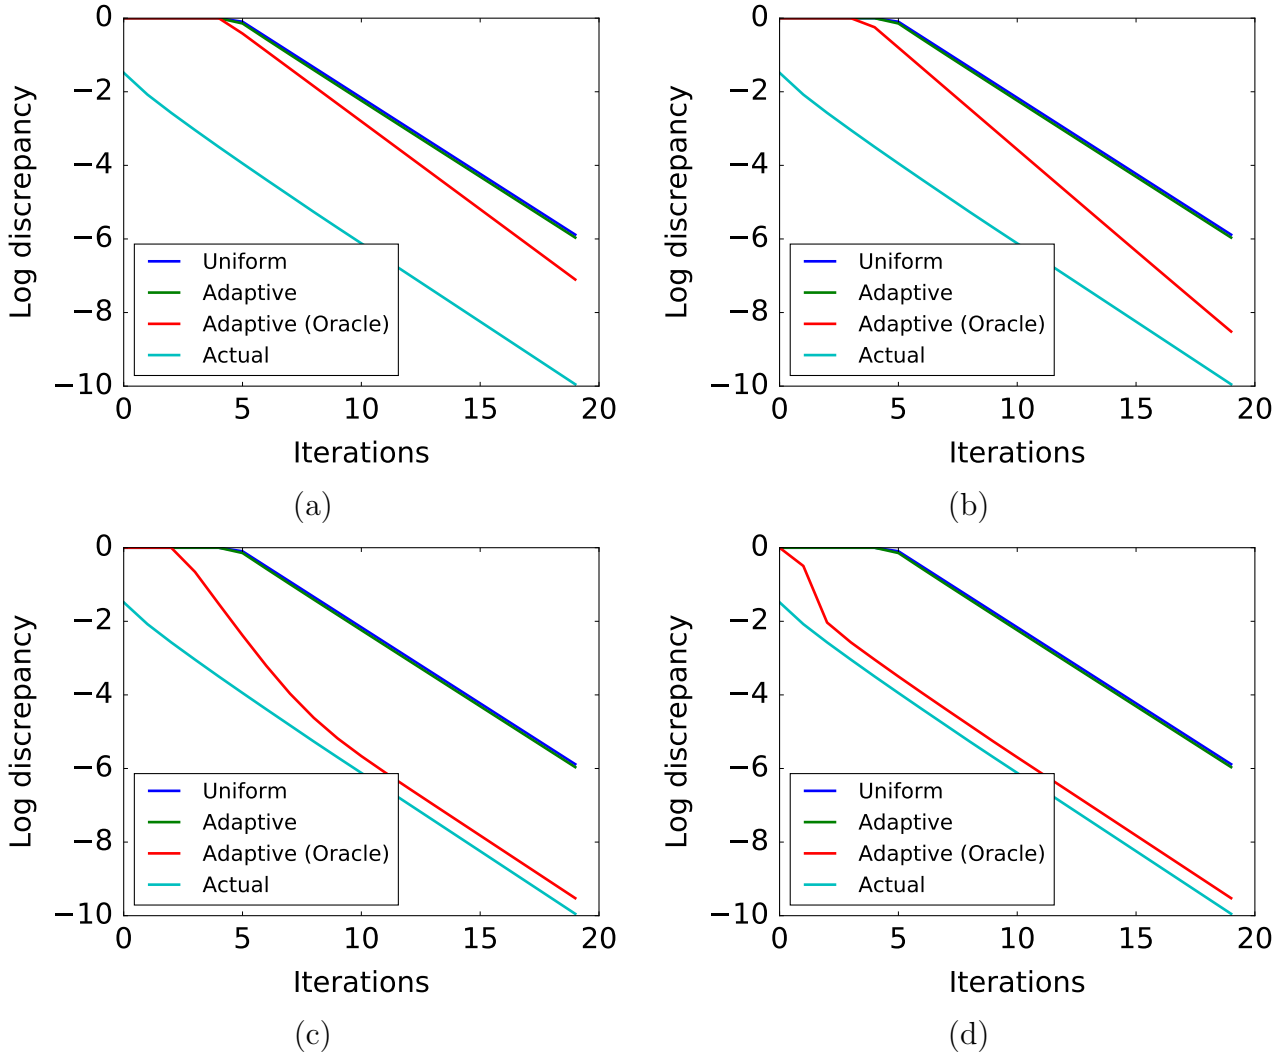 Log discrepancy
0
−2
−4
−6
−8
−10
Uniform
Adaptive
Adaptive (Oracle)
Actual
0 5 10 15 20
Iterations
(a)
Log discrepancy
0
−2
−4
−6
−8
−10
Uniform
Adaptive
Adaptive (Oracle)
Actual
0 5 10 15 20
Iterations
(b)
Log discrepancy
0
−2
−4
−6
−8
−10
Uniform
Adaptive
Adaptive (Oracle)
Actual
0 5 10 15 20
Iterations
(c)
Log discrepancy
0
−2
−4
−6
−8
−10
Uniform
Adaptive
Adaptive (Oracle)
Actual
0 5 10 15 20
Iterations
(d)